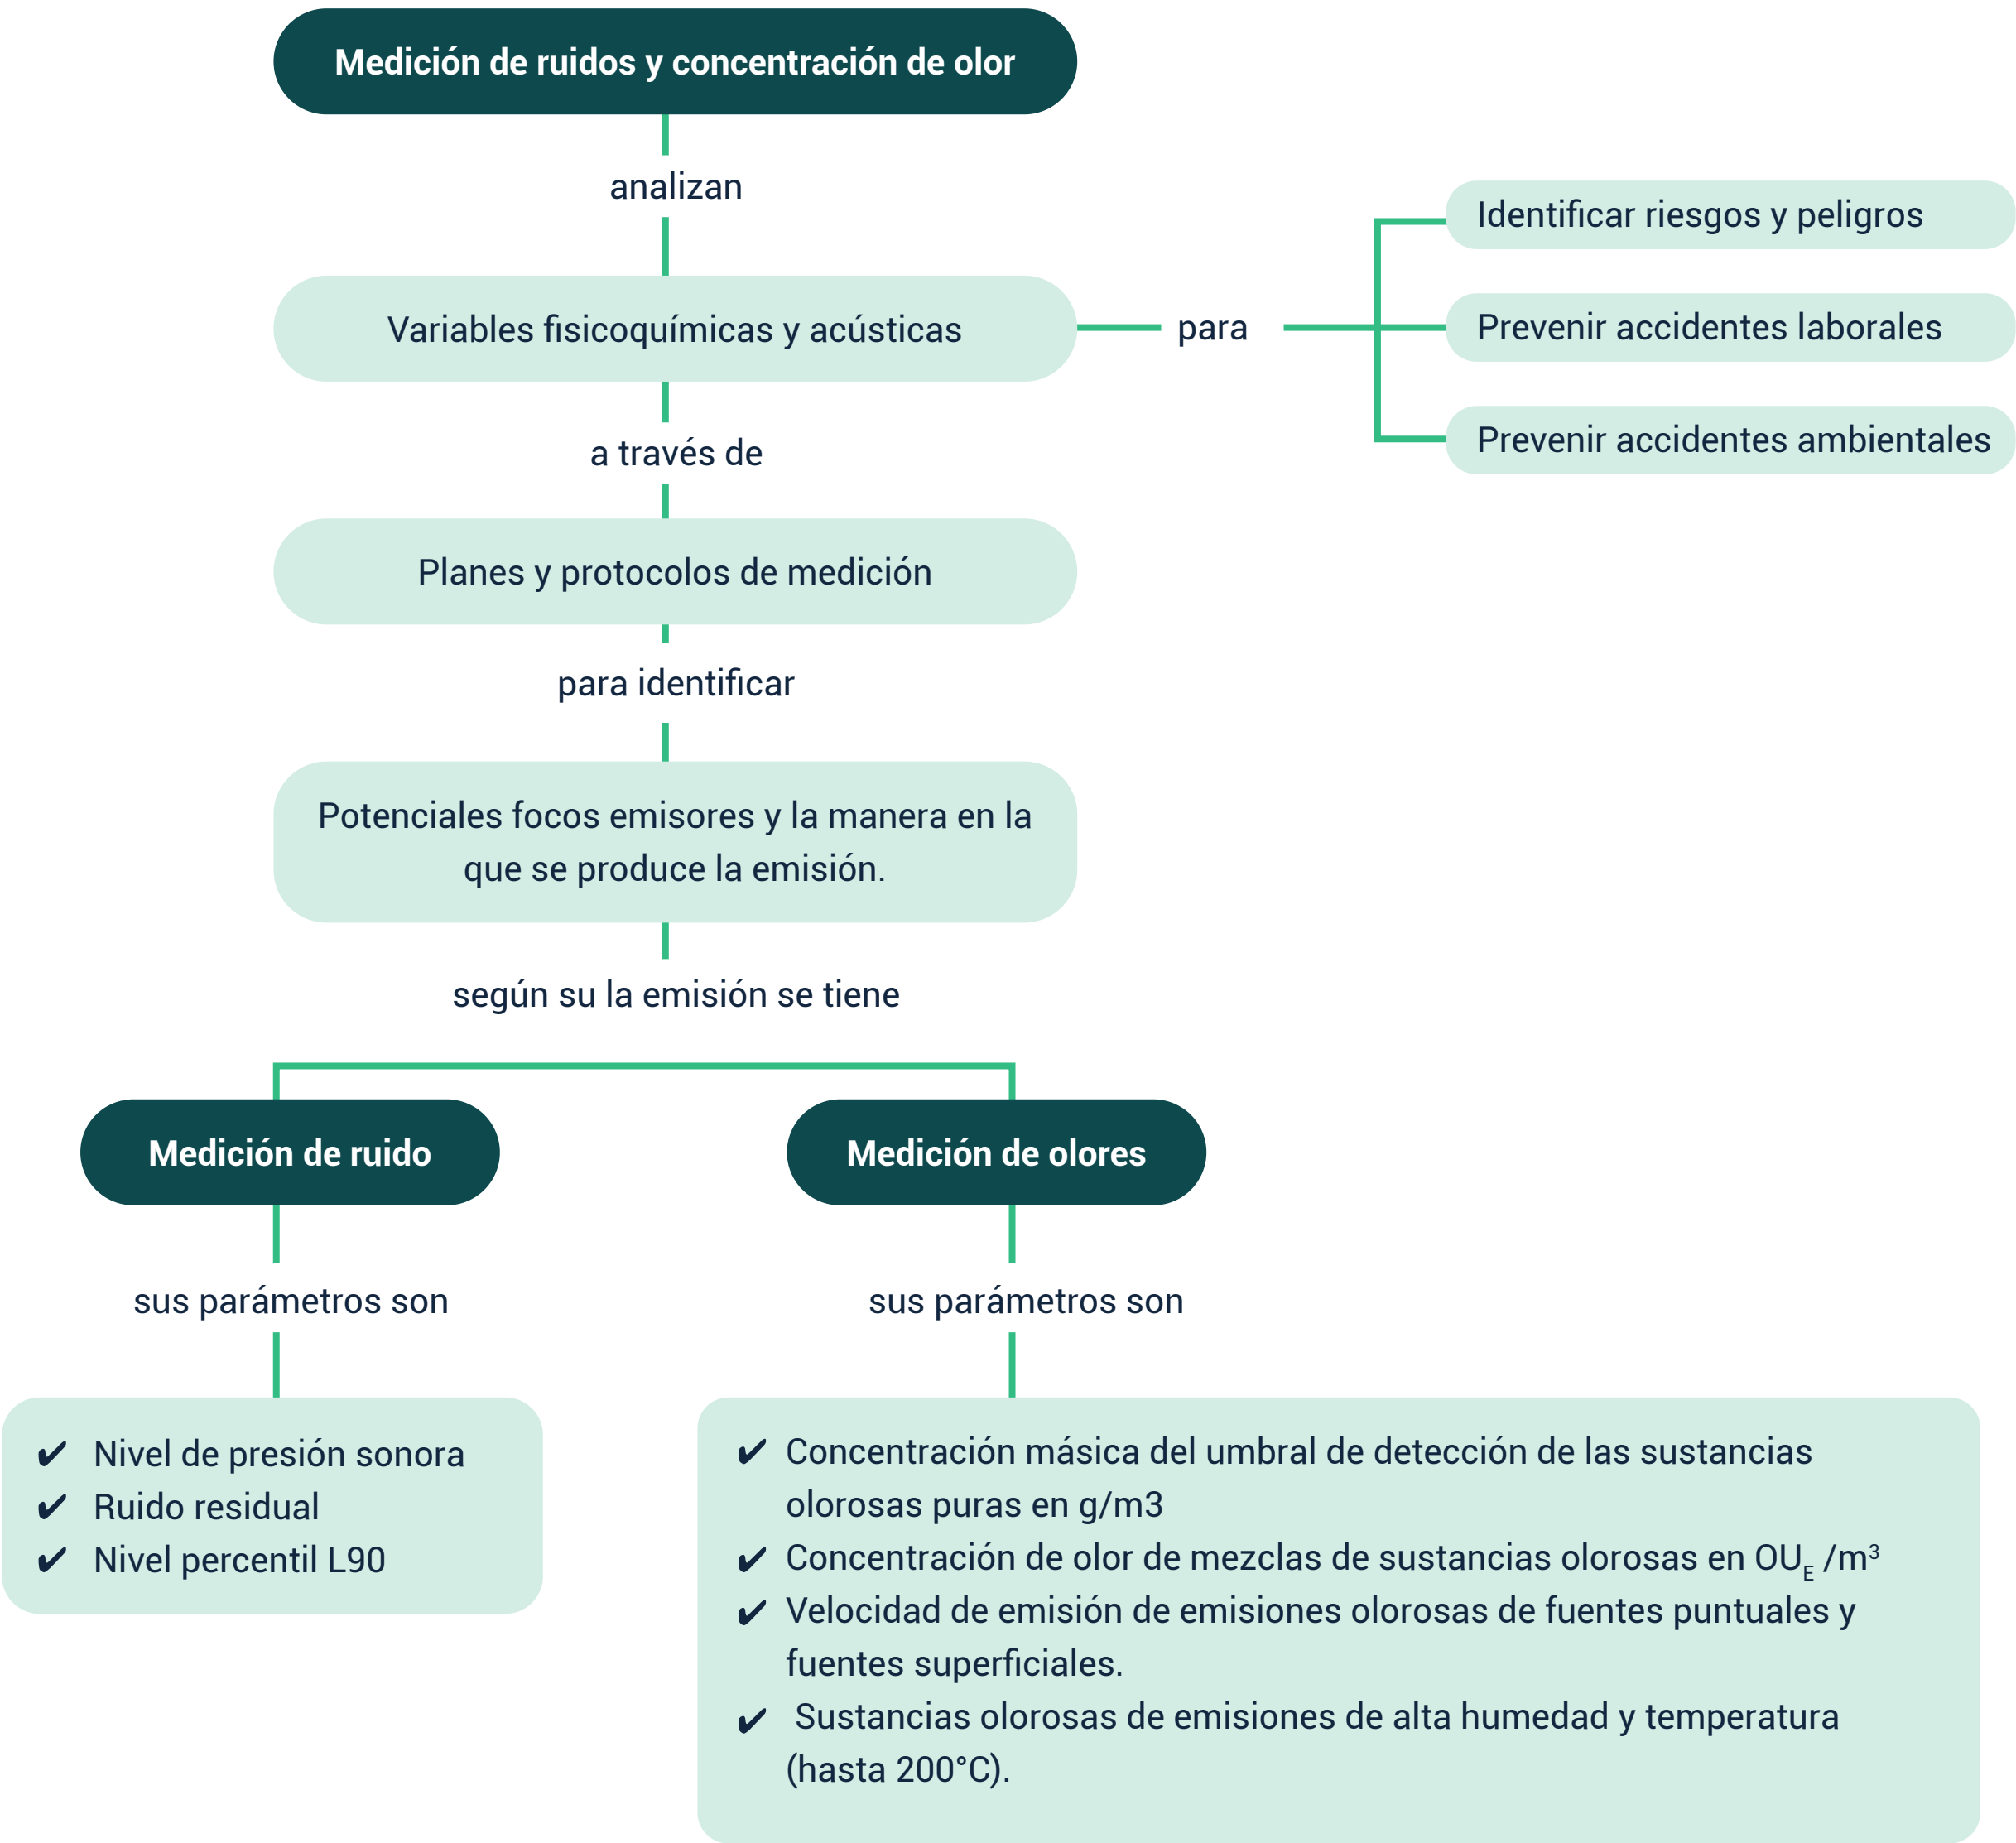 Medición de ruidos y concentración de olor
analizan
Variables fisicoquímicas y acústicas
para
Identificar riesgos y peligros
Prevenir accidentes laborales
Prevenir accidentes ambientales
a través de
Planes y protocolos de medición
para identificar
Potenciales focos emisores y la manera en la
que se produce la emisión.
según su la emisión se tiene
Medición de ruido
sus parámetros son
✔ Nivel de presión sonora
✔ Ruido residual
✔ Nivel percentil L90
Medición de olores
sus parámetros son
✔ Concentración másica del umbral de detección de las sustancias
olorosas puras en g/m3
✔ Concentración de olor de mezclas de sustancias olorosas en OU_E /m³
✔ Velocidad de emisión de emisiones olorosas de fuentes puntuales y
fuentes superficiales.
✔ Sustancias olorosas de emisiones de alta humedad y temperatura
(hasta 200°C).